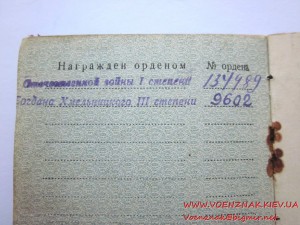 Награжден орденом № ордена
Отечественной войны I степени 137489
Богдана Хмельницкого III степени 9602
WWW.VOENZNAK.KIEV.UA
Voenznak@bigmir.net